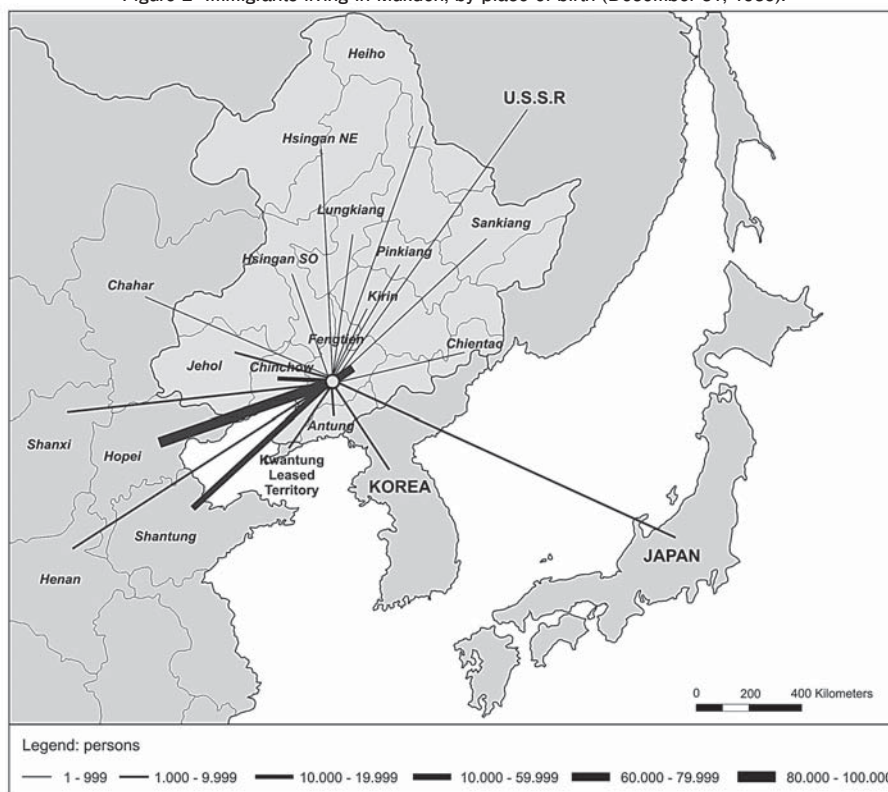 Immigrants living in Mukden, by place of birth (December 31,
Heiho
U.S.S.R
Hsingan NE
Lungkiang
Sankiang
Pinkiang
Hsingan SO
Chahar
Kirin
Fengtien
Chientao
Jehol
Chinchow
Shanxi
Hopei
Antung
Kwantung
Leased
Territory
KOREA
Shantung
JAPAN
Henan
0 200 400 Kilometers
Legend: persons
1 - 999 1.000 - 9.999 10.000 - 19.999 10.000 - 59.999 60.000 - 79.999 80.000 - 100.000